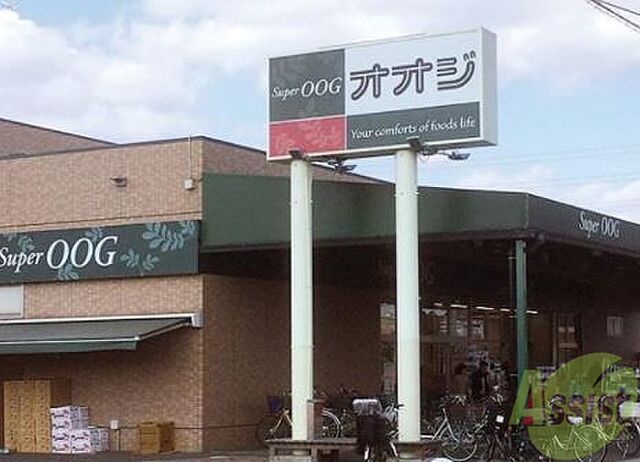 Super OOG オオジ
Your comforts of foods life
Super OOG
Super OOG
Assist